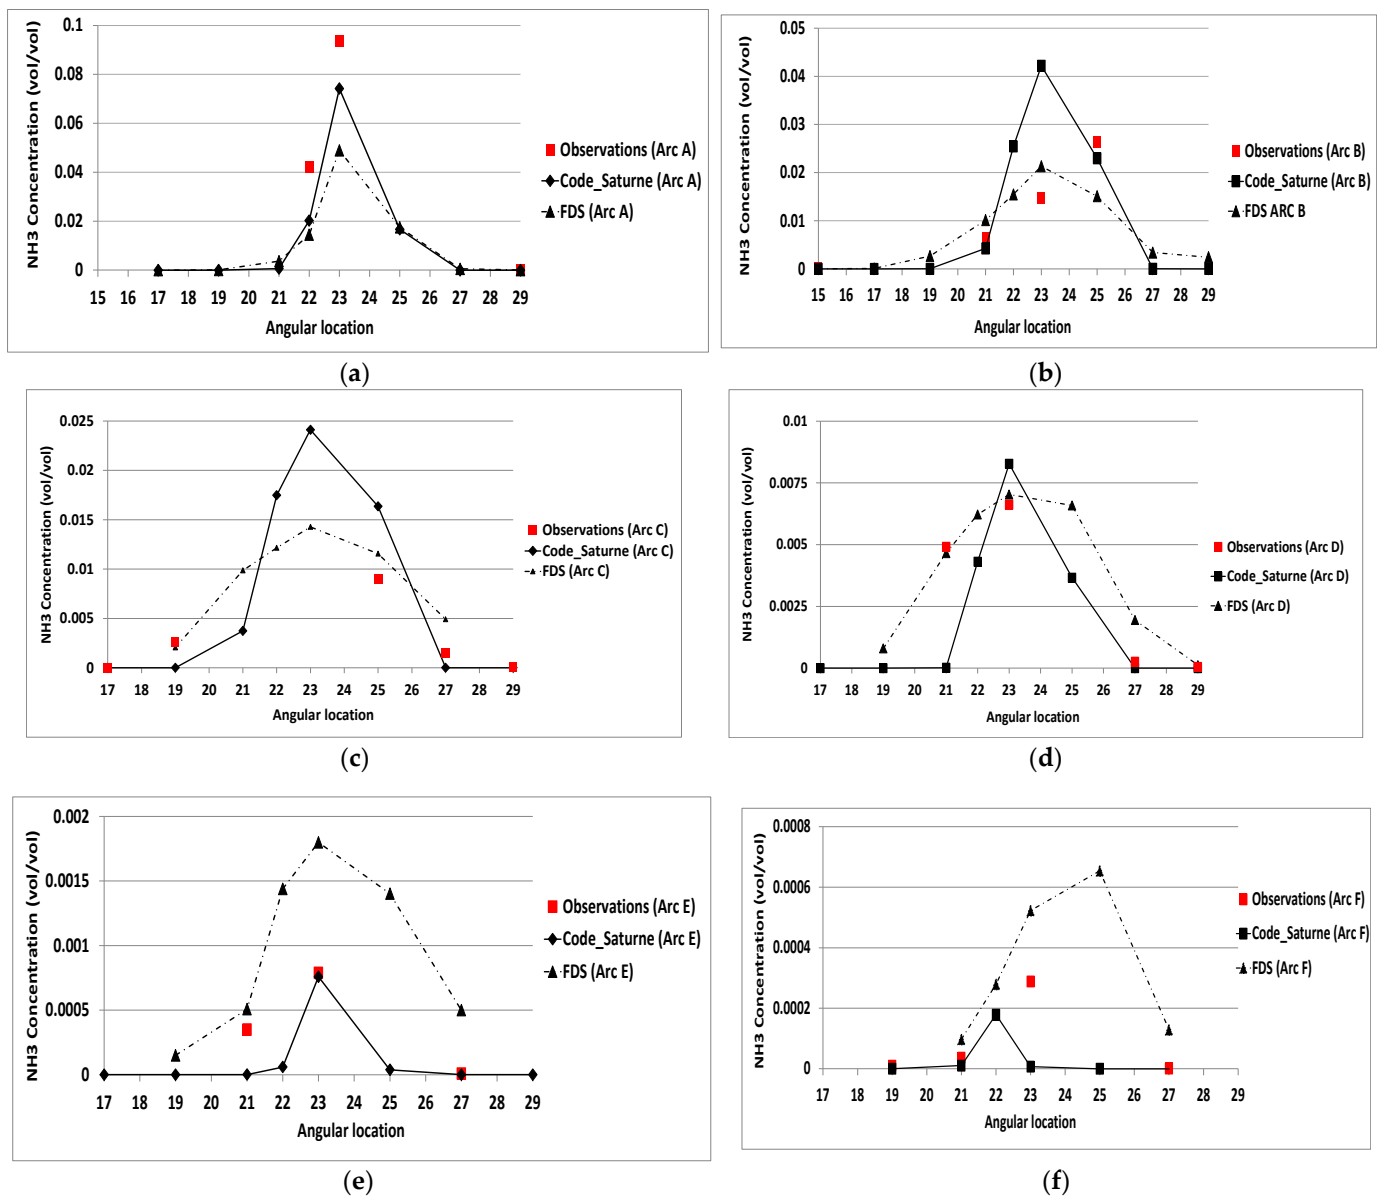 NH3 Concentration (vol/vol)
0.1
0.08
0.06
0.04
0.02
0
15 16 17 18 19 20 21 22 23 24 25 26 27 28 29
Angular location
Observations (Arc A)
Code_Saturne (Arc A)
FDS (Arc A)
(a)
NH3 Concentration (vol/vol)
0.05
0.04
0.03
0.02
0.01
0
15 16 17 18 19 20 21 22 23 24 25 26 27 28 29
Angular location
Observations (Arc B)
Code_Saturne (Arc B)
FDS ARC B
(b)
NH3 Concentration (vol/vol)
0.025
0.02
0.015
0.01
0.005
0
17 18 19 20 21 22 23 24 25 26 27 28 29
Angular location
Observations (Arc C)
Code_Saturne (Arc C)
FDS (Arc C)
(c)
NH3 Concentration (vol/vol)
0.01
0.0075
0.005
0.0025
0
17 18 19 20 21 22 23 24 25 26 27 28 29
Angular location
Observations (Arc D)
Code_Saturne (Arc D)
FDS (Arc D)
(d)
NH3 Concentration (vol/vol)
0.002
0.0015
0.001
0.0005
0
17 18 19 20 21 22 23 24 25 26 27 28 29
Angular location
Observations (Arc E)
Code_Saturne (Arc E)
FDS (Arc E)
(e)
NH3 Concentration (vol/vol)
0.0008
0.0006
0.0004
0.0002
0
17 18 19 20 21 22 23 24 25 26 27 28 29
Angular location
Observations (Arc F)
Code_Saturne (Arc F)
FDS (Arc F)
(f)